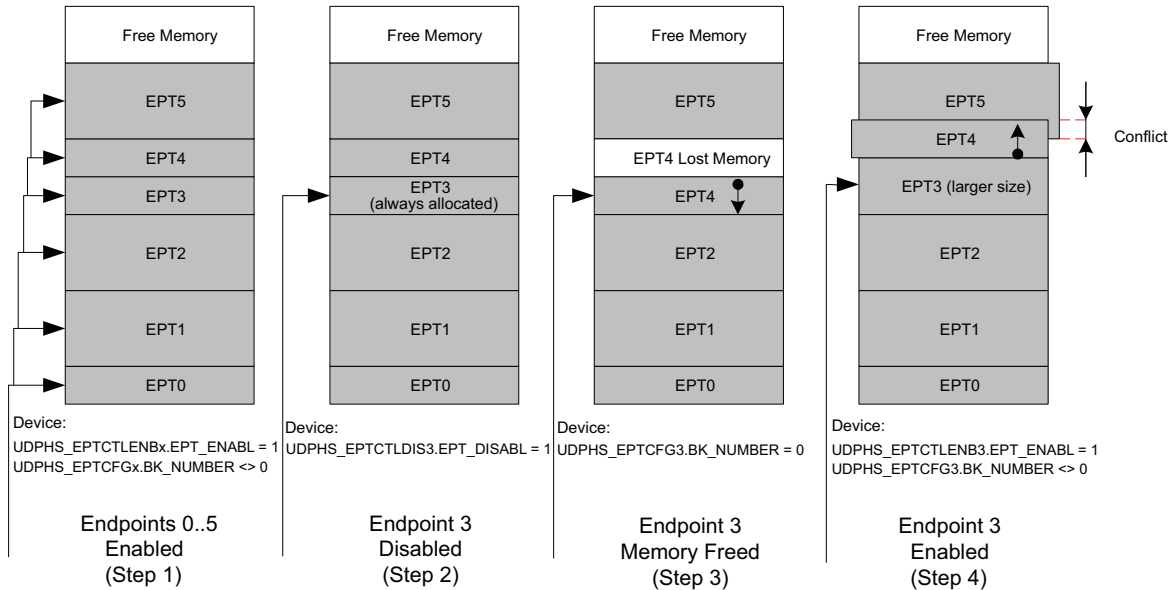 Free Memory
EPT5
EPT4
EPT3
EPT2
EPT1
EPT0
Device:
UDPHS_EPTCTLENBx.EPT_ENABL = 1
UDPHS_EPTCFGx.BK_NUMBER <> 0
Endpoints 0..5
Enabled
(Step 1)
Free Memory
EPT5
EPT4
EPT3
(always allocated)
EPT2
EPT1
EPT0
Device:
UDPHS_EPTCTLDIS3.EPT_DISABL = 1
Endpoint 3
Disabled
(Step 2)
Free Memory
EPT5
EPT4 Lost Memory
EPT4
EPT2
EPT1
EPT0
Device:
UDPHS_EPTCFG3.BK_NUMBER = 0
Endpoint 3
Memory Freed
(Step 3)
Free Memory
EPT5
EPT4
Conflict
EPT3 (larger size)
EPT2
EPT1
EPT0
Device:
UDPHS_EPTCTLENB3.EPT_ENABL = 1
UDPHS_EPTCFG3.BK_NUMBER <> 0
Endpoint 3
Enabled
(Step 4)